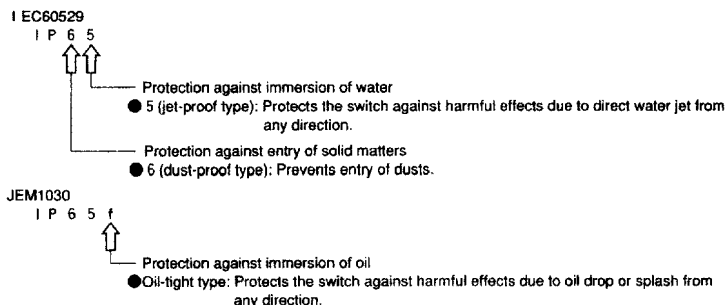 IEC60529
I P 6 5
Protection against immersion of water
● 5 (jet-proof type): Protects the switch against harmful effects due to direct water jet from
any direction.
Protection against entry of solid matters
● 6 (dust-proof type): Prevents entry of dusts.
JEM1030
I P 6 5 f
Protection against immersion of oil
●Oil-tight type: Protects the switch against harmful effects due to oil drop or splash from
any direction.